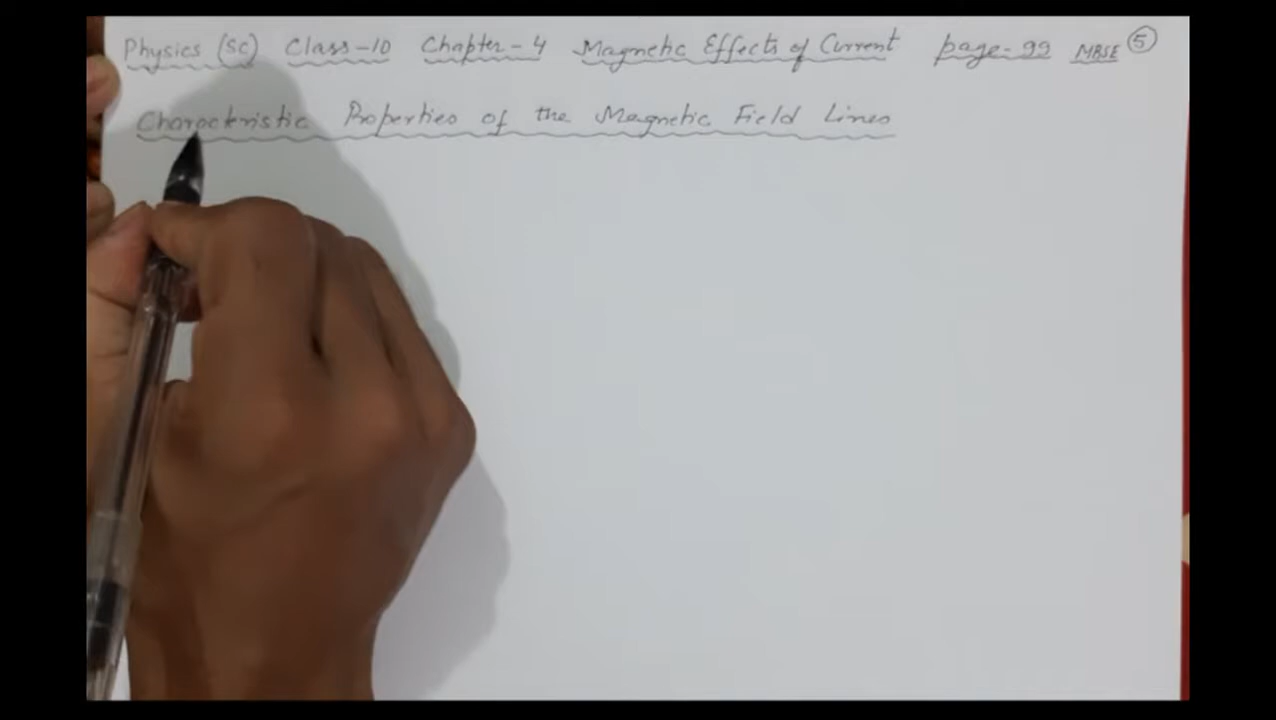 Physics (SC) Class-10 Chapter-4 Magnetic Effects of Current page-99 MBSE 5
Charackristic Properties of the Magnetic Field Lines